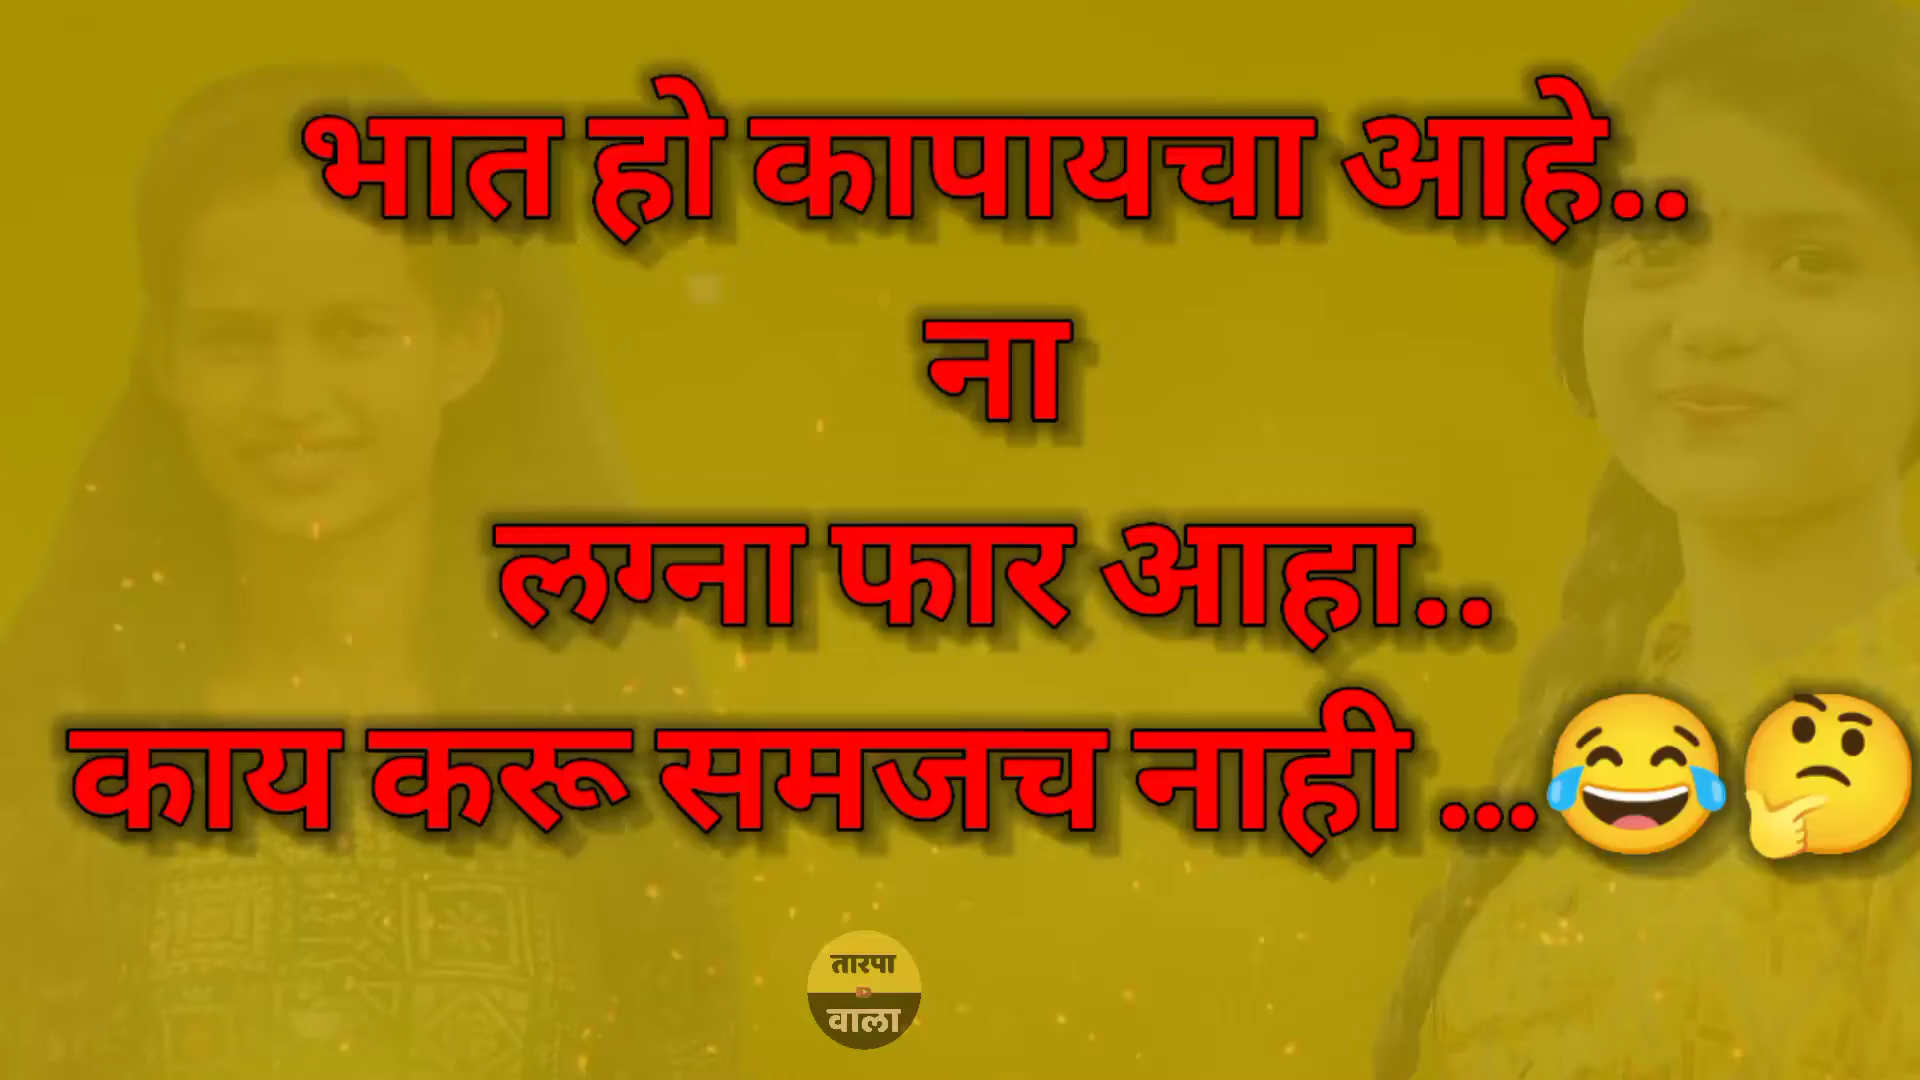 भात हो कापायचा आहे..
ना
लग्ना फार आहा..
काय करू समजच नाही ...😂🤔
तारपा
वाला